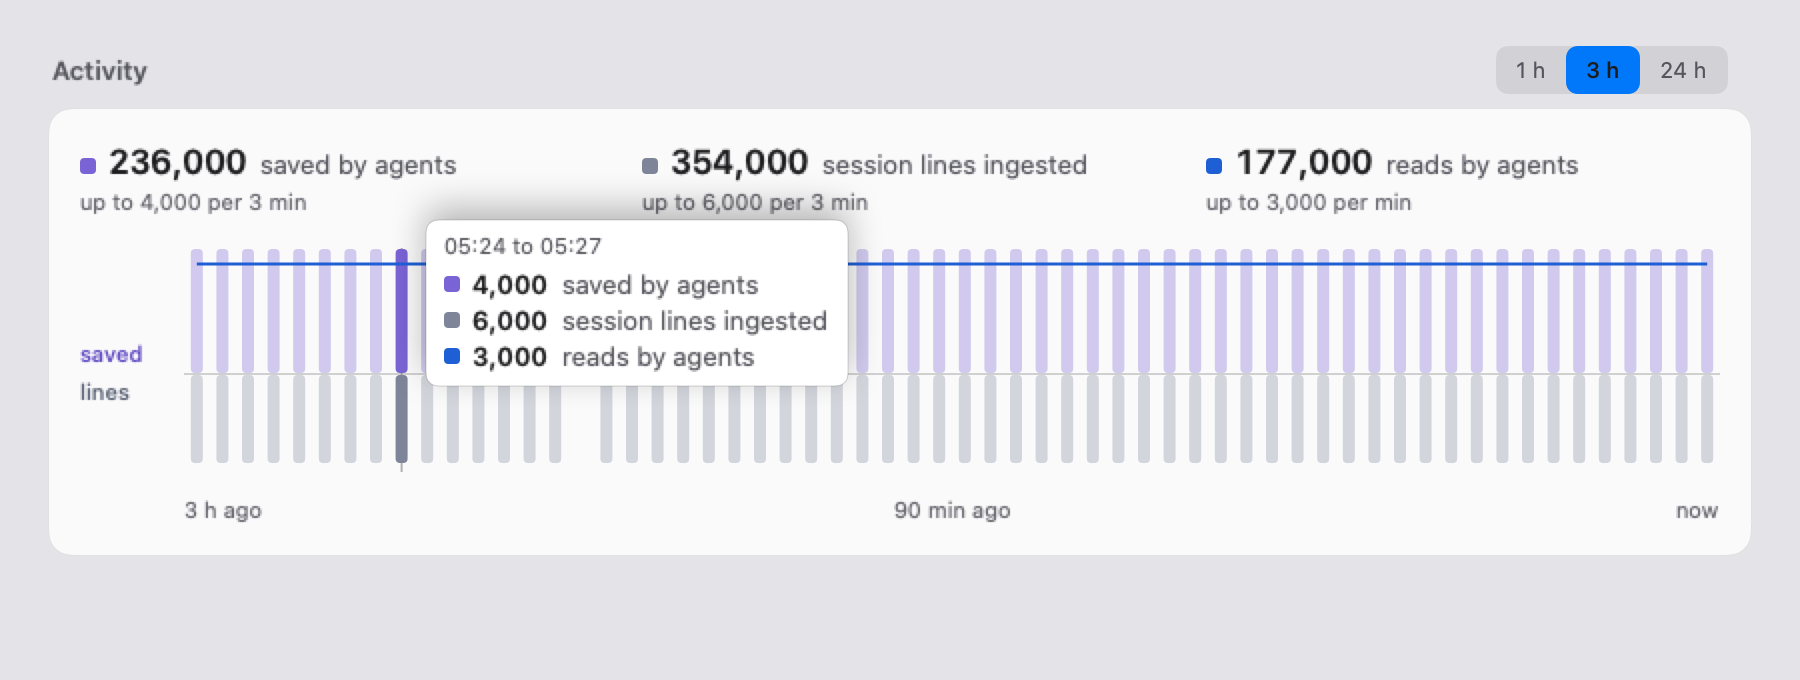 Activity
1 h 3 h 24 h
236,000 saved by agents
up to 4,000 per 3 min
354,000 session lines ingested
up to 6,000 per 3 min
177,000 reads by agents
up to 3,000 per min
05:24 to 05:27
4,000 saved by agents
6,000 session lines ingested
3,000 reads by agents
saved
lines
3 h ago
90 min ago
now